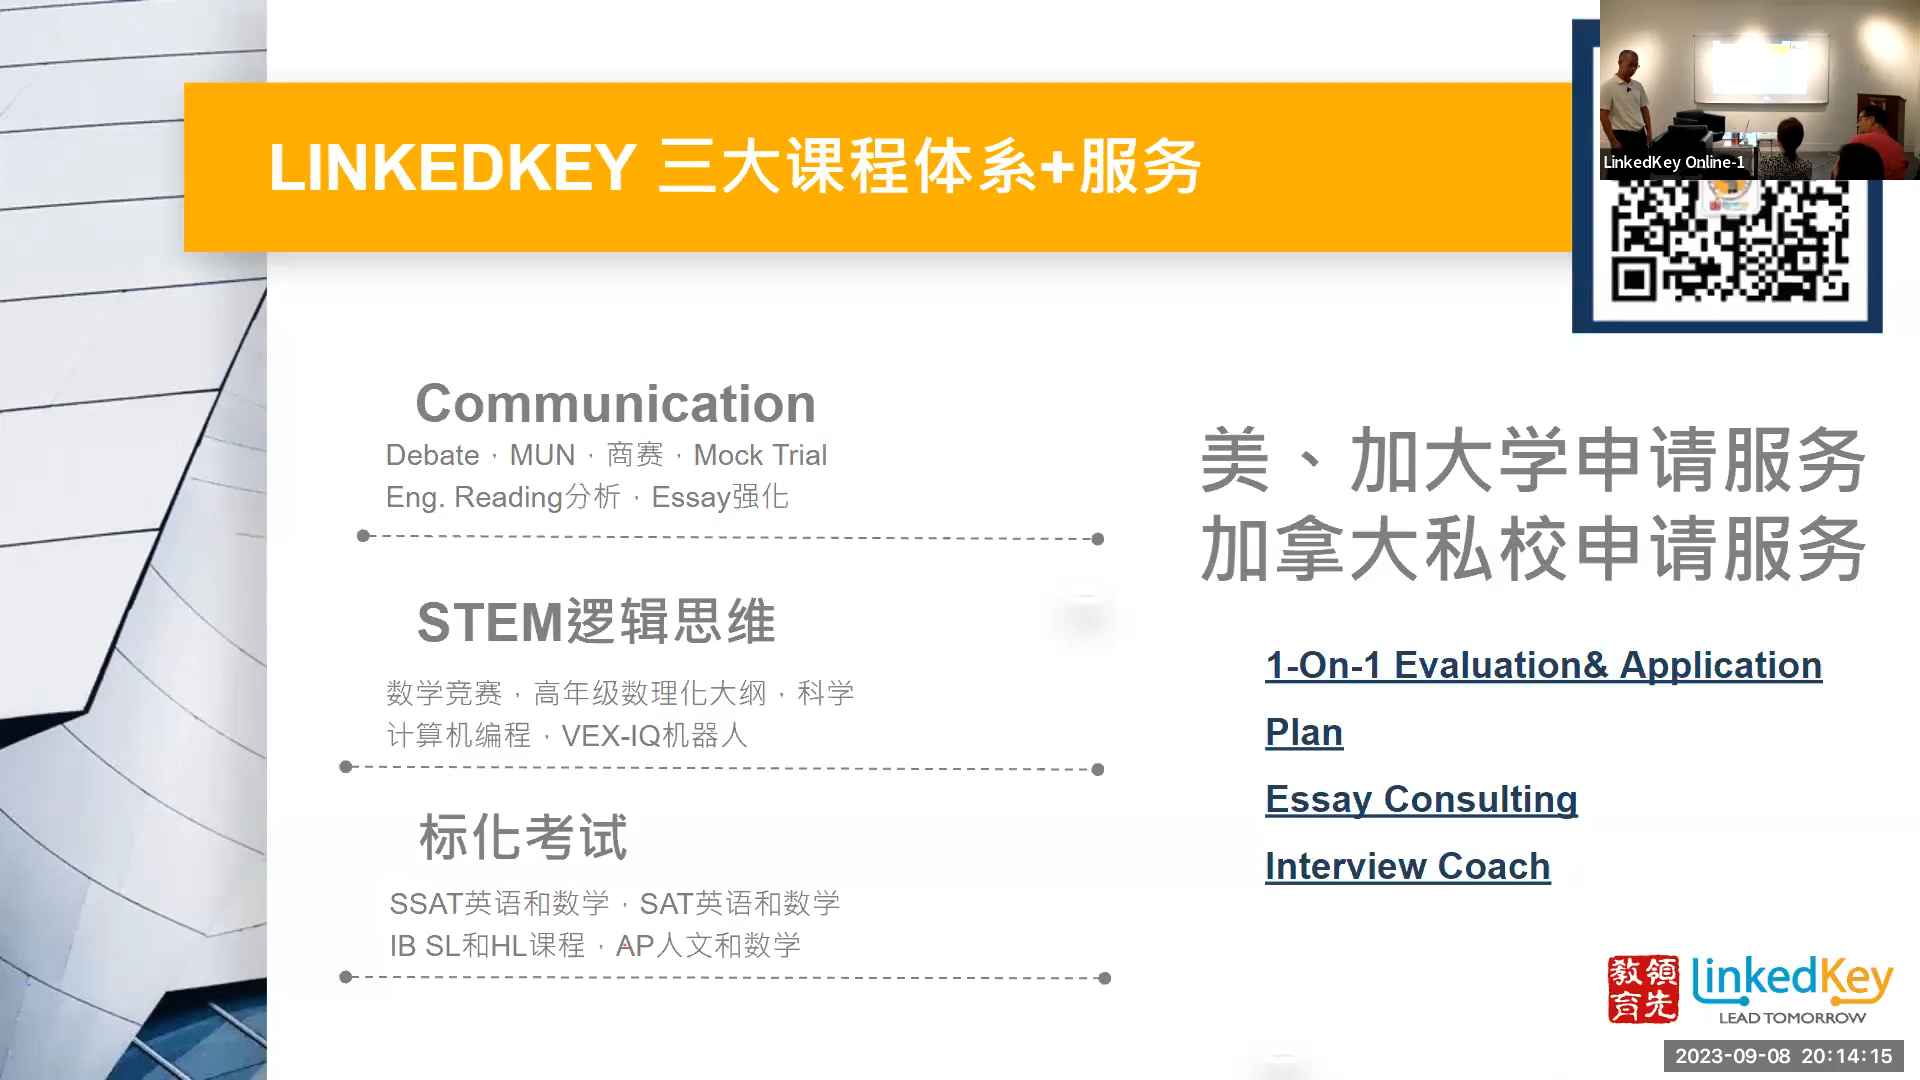 LINKEDKEY 三大课程体系+服务
LinkedKey Online-1
Communication
Debate · MUN · 商赛 · Mock Trial
Eng. Reading分析 · Essay强化
STEM逻辑思维
数学竞赛 · 高年级数理化大纲 · 科学
计算机编程 · VEX-IQ机器人
标化考试
SSAT英语和数学 · SAT英语和数学
IB SL和HL课程 · AP人文和数学
美、加大学申请服务
加拿大私校申请服务
1-On-1 Evaluation& Application
Plan
Essay Consulting
Interview Coach
教領
育先
LinkedKey
LEAD TOMORROW
2023-09-08 20:14:15